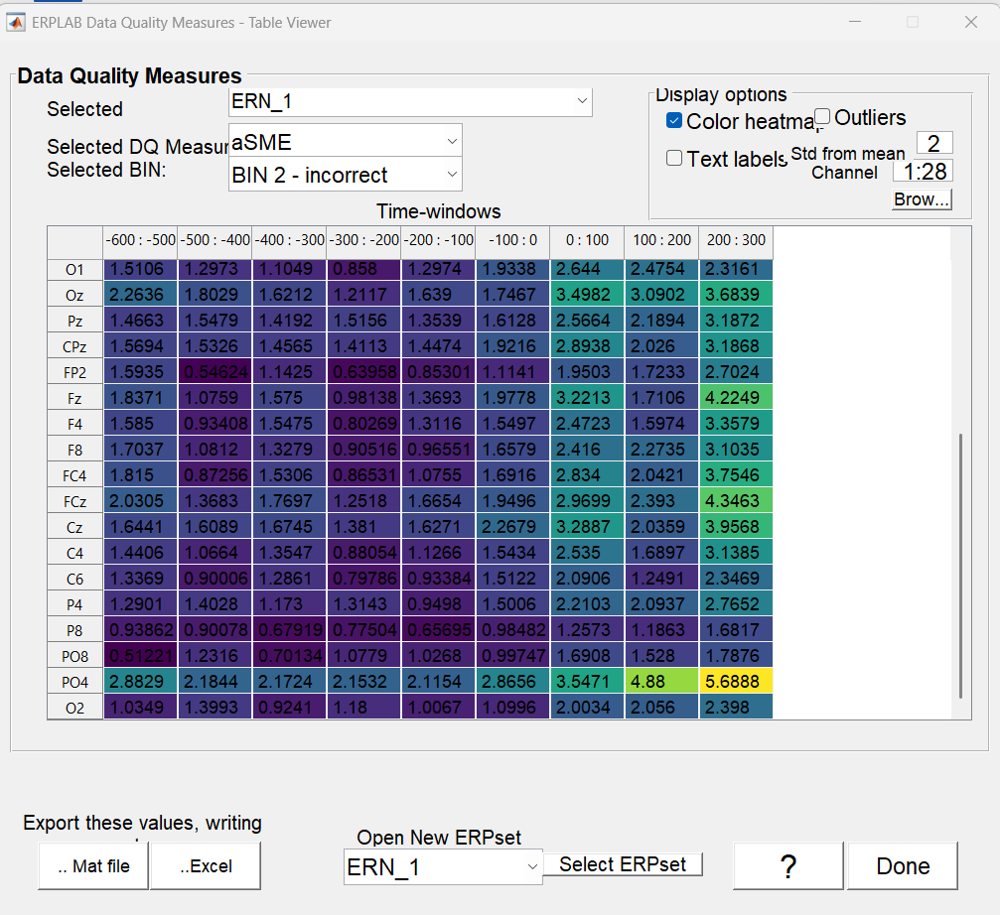 ERPLAB Data Quality Measures - Table Viewer
Data Quality Measures
Selected ERN_1
Selected DQ Measur aSME
Selected BIN: BIN 2 - incorrect
Display options
Color heatmap Outliers
Text labels Std from mean 2
Channel 1:28
Brow...
Time-windows
-600 : -500 -500 : -400 -400 : -300 -300 : -200 -200 : -100 -100 : 0 0 : 100 100 : 200 200 : 300
O1 1.5106 1.2973 1.1049 0.858 1.2974 1.9338 2.644 2.4754 2.3161
Oz 2.2636 1.8029 1.6212 1.2117 1.639 1.7467 3.4982 3.0902 3.6839
Pz 1.4663 1.5479 1.4192 1.5156 1.3539 1.6128 2.5664 2.1894 3.1872
CPz 1.5694 1.5326 1.4565 1.4113 1.4474 1.9216 2.8938 2.026 3.1868
FP2 1.5935 0.54624 1.1425 0.63958 0.85301 1.1141 1.9503 1.7233 2.7024
Fz 1.8371 1.0759 1.575 0.98138 1.3693 1.9778 3.2213 1.7106 4.2249
F4 1.585 0.93408 1.5475 0.80269 1.3116 1.5497 2.4723 1.5974 3.3579
F8 1.7037 1.0812 1.3279 0.90516 0.96551 1.6579 2.416 2.2735 3.1035
FC4 1.815 0.87256 1.5306 0.86531 1.0755 1.6916 2.834 2.0421 3.7546
FCz 2.0305 1.3683 1.7697 1.2518 1.6654 1.9496 2.9699 2.393 4.3463
Cz 1.6441 1.6089 1.6745 1.381 1.6271 2.2679 3.2887 2.0359 3.9568
C4 1.4406 1.0664 1.3547 0.88054 1.1266 1.5434 2.535 1.6897 3.1385
C6 1.3369 0.90006 1.2861 0.79786 0.93384 1.5122 2.0906 1.2491 2.3469
P4 1.2901 1.4028 1.173 1.3143 0.9498 1.5006 2.2103 2.0937 2.7652
P8 0.93862 0.90078 0.67919 0.77504 0.65695 0.98482 1.2573 1.1863 1.6817
PO8 0.51221 1.2316 0.70134 1.0779 1.0268 0.99747 1.6908 1.528 1.7876
PO4 2.8829 2.1844 2.1724 2.1532 2.1154 2.8656 3.5471 4.88 5.6888
O2 1.0349 1.3993 0.9241 1.18 1.0067 1.0996 2.0034 2.056 2.398
Export these values, writing
.. Mat file ..Excel
Open New ERPset
ERN_1 Select ERPset
? Done